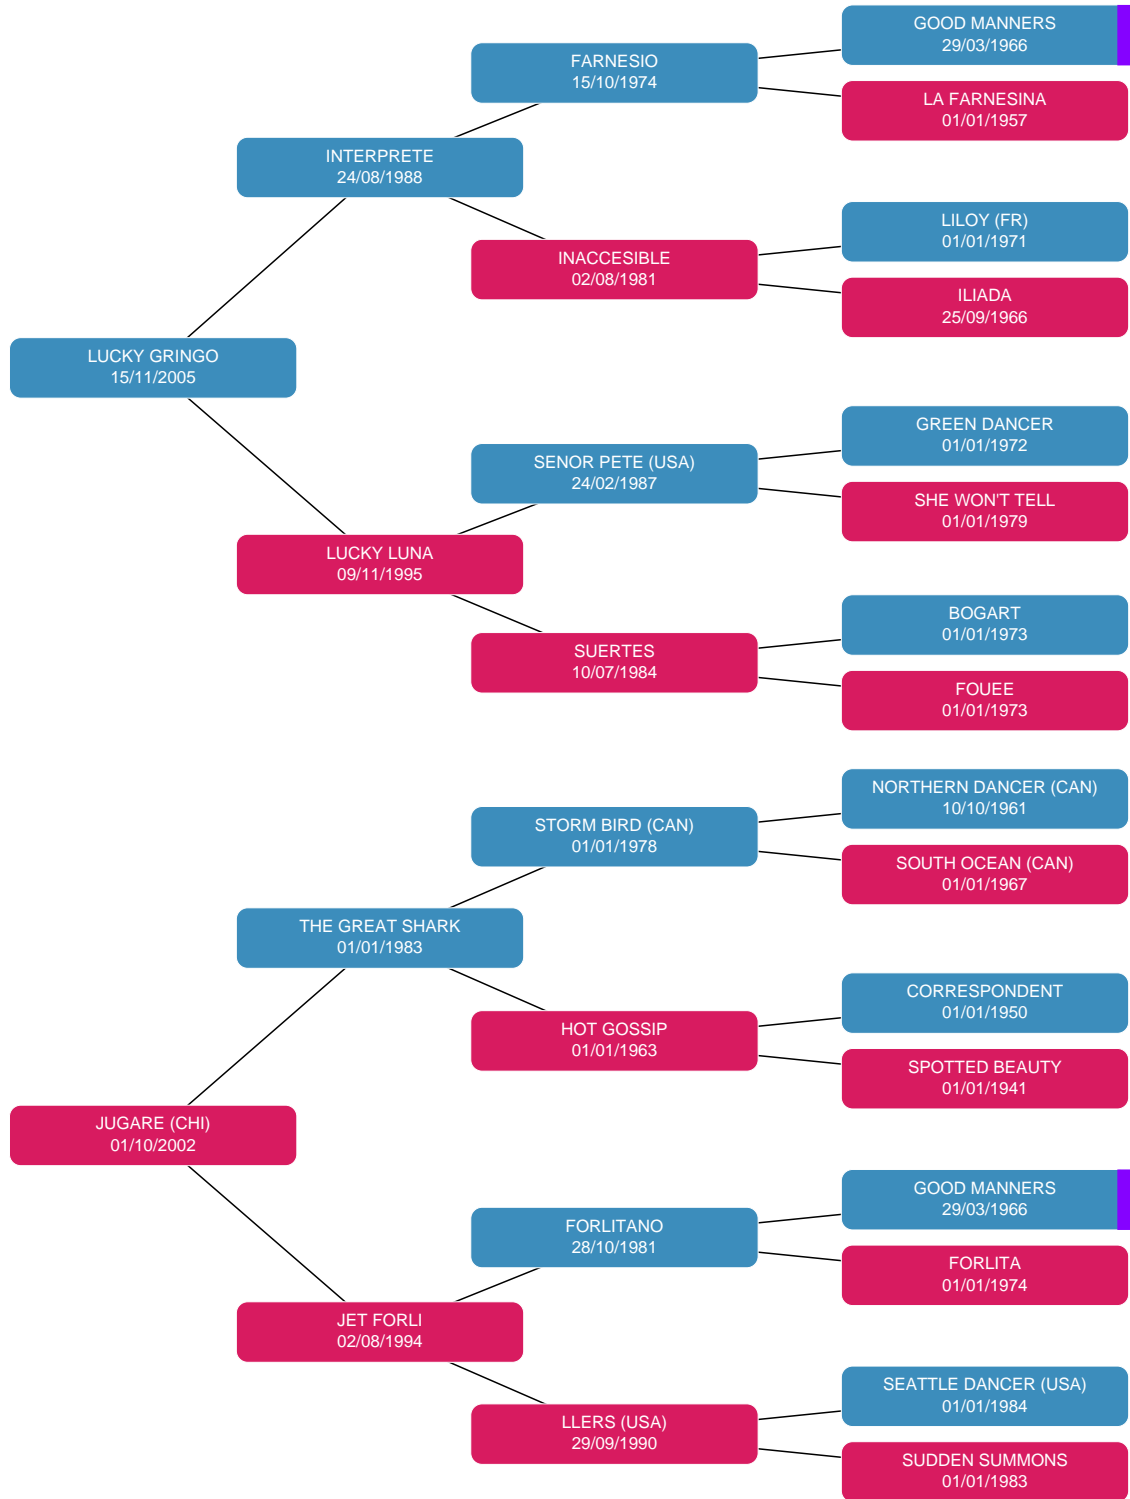 GOOD MANNERS
29/03/1966
FARNESIO
15/10/1974
LA FARNESINA
01/01/1957
INTERPRETE
24/08/1988
LILOY (FR)
01/01/1971
INACCESIBLE
02/08/1981
ILIADA
25/09/1966
LUCKY GRINGO
15/11/2005
GREEN DANCER
01/01/1972
SENOR PETE (USA)
24/02/1987
SHE WON'T TELL
01/01/1979
LUCKY LUNA
09/11/1995
BOGART
01/01/1973
SUERTES
10/07/1984
FOUEE
01/01/1973
NORTHERN DANCER (CAN)
10/10/1961
STORM BIRD (CAN)
01/01/1978
SOUTH OCEAN (CAN)
01/01/1967
THE GREAT SHARK
01/01/1983
CORRESPONDENT
01/01/1950
HOT GOSSIP
01/01/1963
SPOTTED BEAUTY
01/01/1941
JUGARE (CHI)
01/10/2002
GOOD MANNERS
29/03/1966
FORLITANO
28/10/1981
FORLITA
01/01/1974
JET FORLI
02/08/1994
SEATTLE DANCER (USA)
01/01/1984
LLERS (USA)
29/09/1990
SUDDEN SUMMONS
01/01/1983